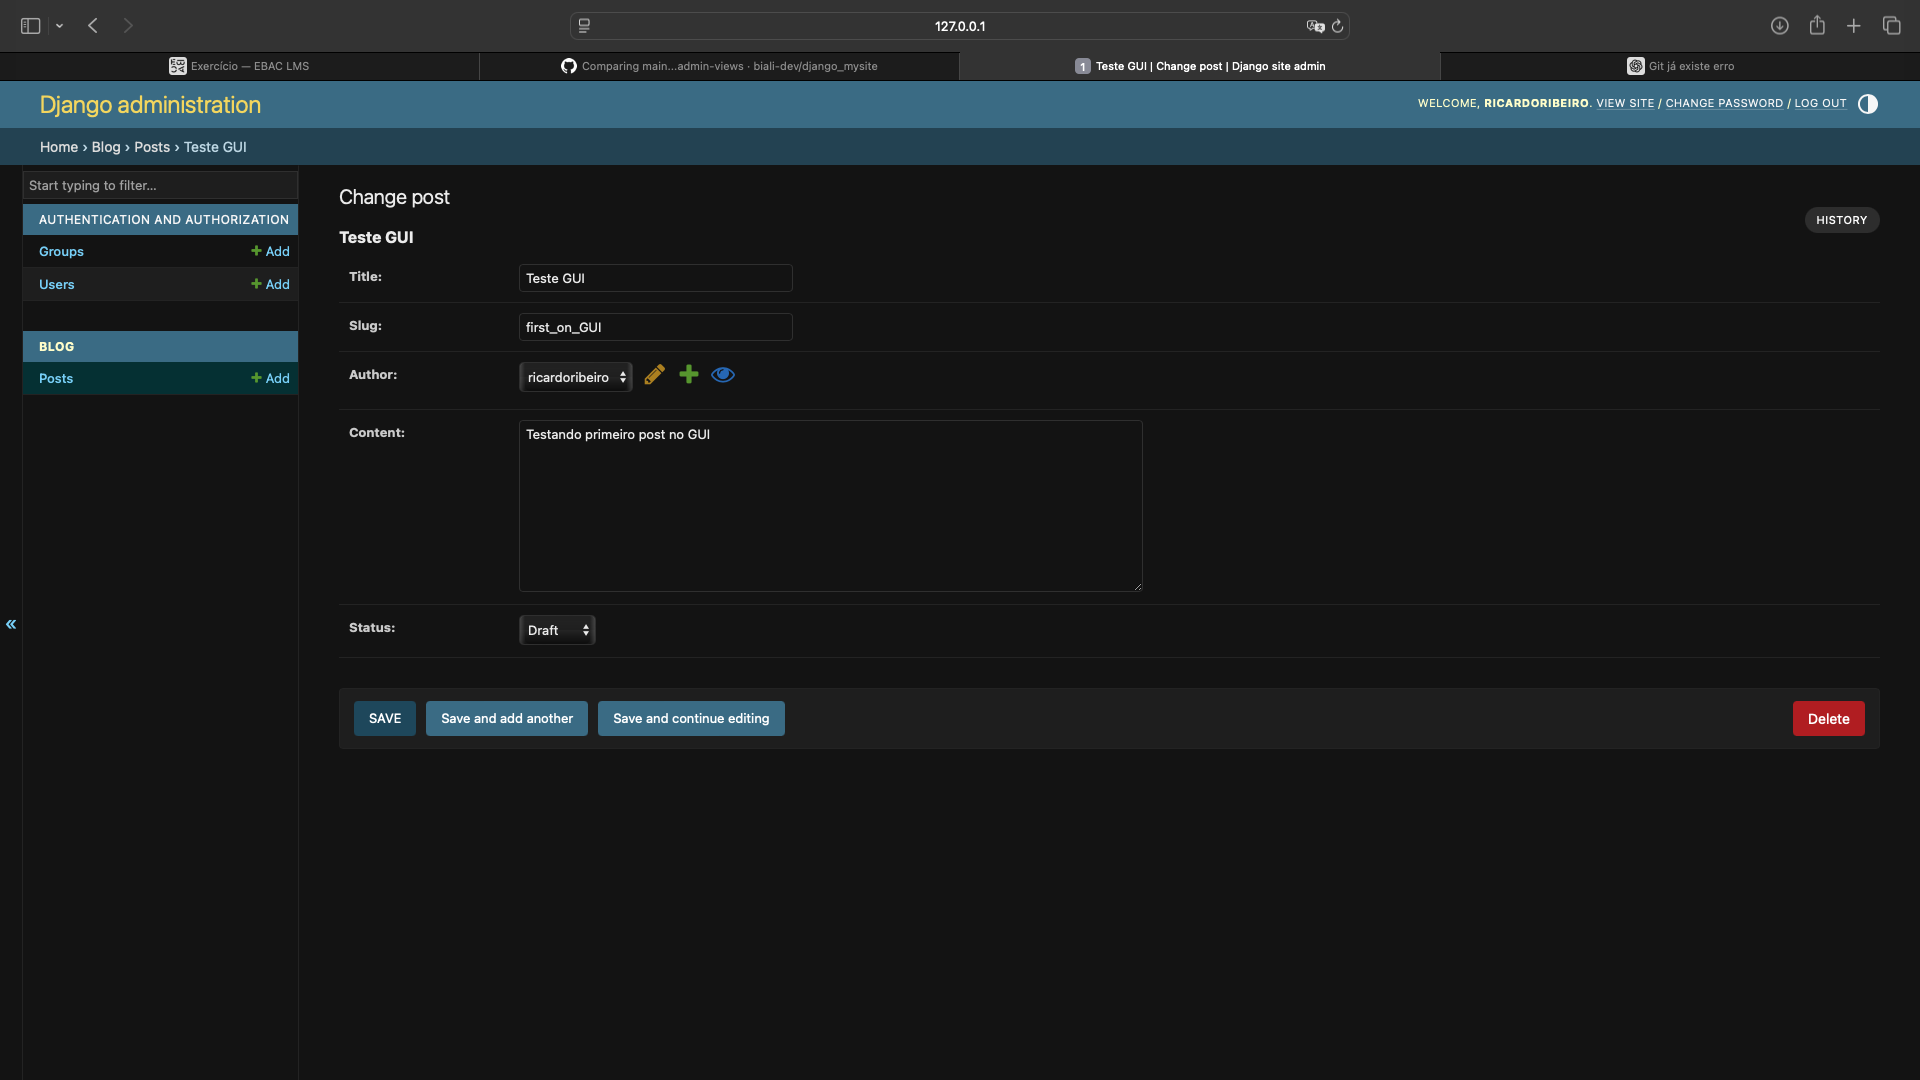 127.0.0.1
Exercício — EBAC LMS
Comparing main...admin-views · biali-dev/django_mysite
1 Teste GUI | Change post | Django site admin
Git já existe erro
Django administration
WELCOME, RICARDORIBEIRO. VIEW SITE / CHANGE PASSWORD / LOG OUT
Home › Blog › Posts › Teste GUI
Start typing to filter...
AUTHENTICATION AND AUTHORIZATION
Groups
Add
Users
Add
BLOG
Posts
Add
Change post
HISTORY
Teste GUI
Title:
Teste GUI
Slug:
first_on_GUI
Author:
ricardoribeiro
Content:
Testando primeiro post no GUI
Status:
Draft
SAVE
Save and add another
Save and continue editing
Delete